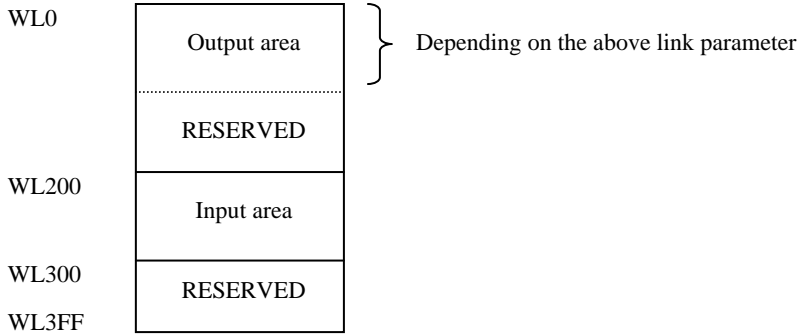 WL0
Output area
Depending on the above link parameter
RESERVED
WL200
Input area
WL300
RESERVED
WL3FF